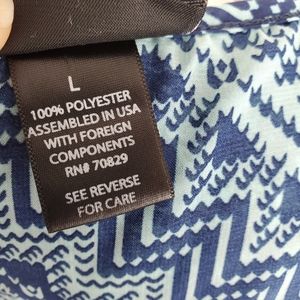 L
100% POLYESTER
ASSEMBLED IN USA
WITH FOREIGN
COMPONENTS
RN# 70829
SEE REVERSE
FOR CARE